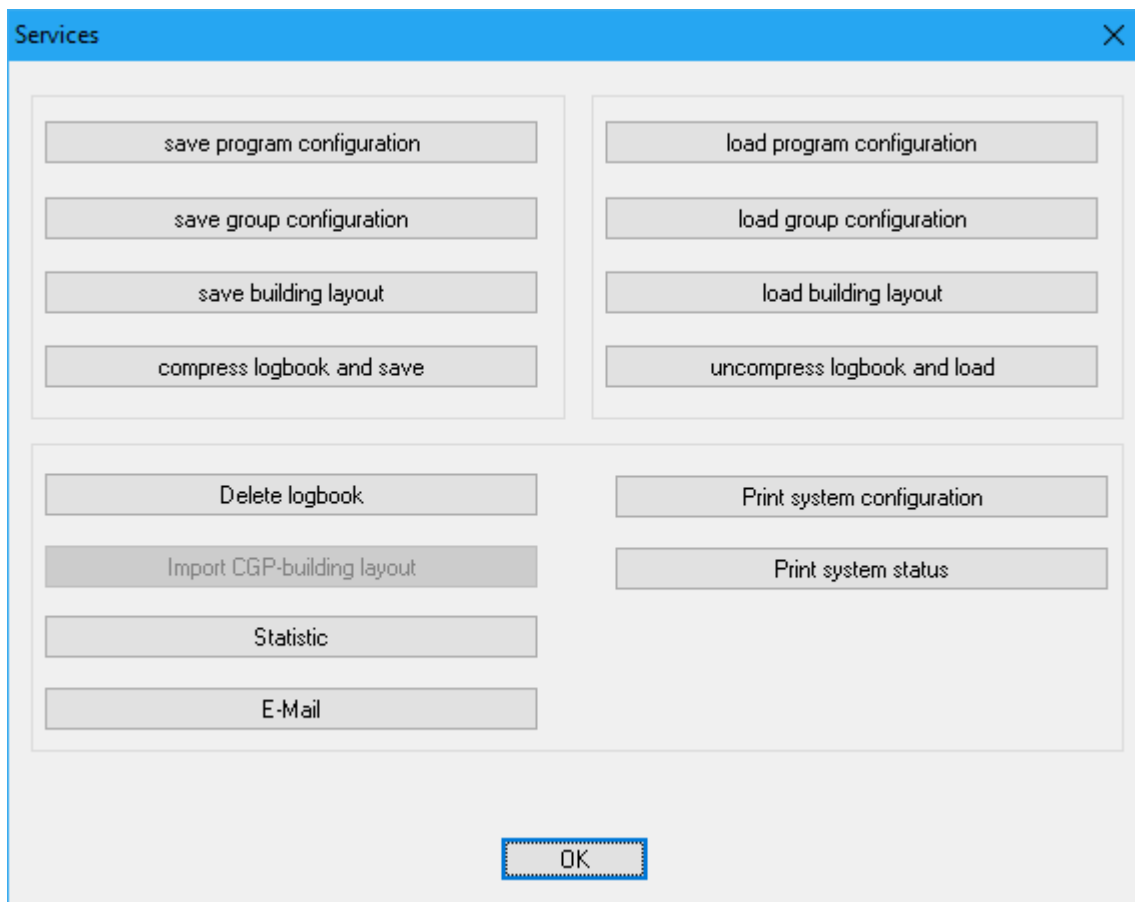 Services
save program configuration
load program configuration
save group configuration
load group configuration
save building layout
load building layout
compress logbook and save
uncompress logbook and load
Delete logbook
Print system configuration
Import CGP-building layout
Print system status
Statistic
E-Mail
OK